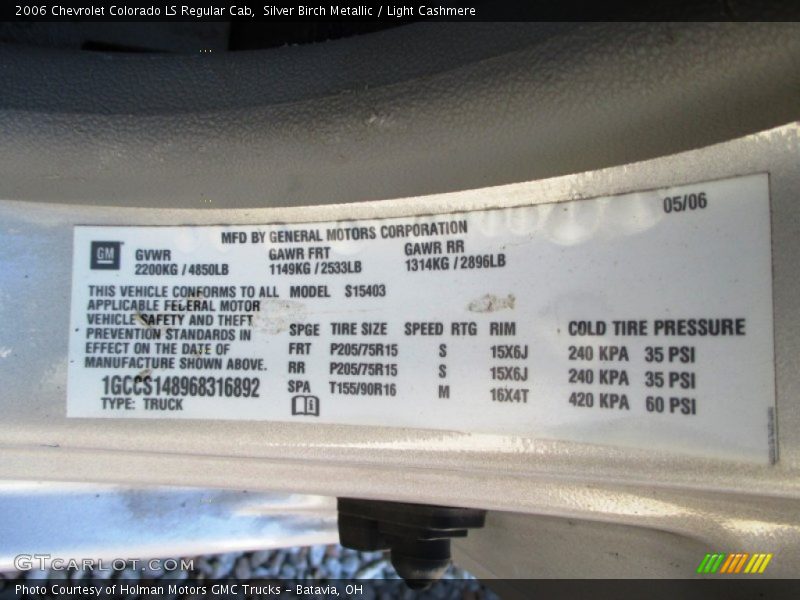 2006 Chevrolet Colorado LS Regular Cab, Silver Birch Metallic / Light Cashmere
05/06
MFD BY GENERAL MOTORS CORPORATION
GM GVWR GAWR FRT GAWR RR
2200KG / 4850LB 1149KG / 2533LB 1314KG / 2896LB
THIS VEHICLE CONFORMS TO ALL MODEL S15403
APPLICABLE FEDERAL MOTOR
VEHICLE SAFETY AND THEFT
PREVENTION STANDARDS IN
EFFECT ON THE DATE OF
MANUFACTURE SHOWN ABOVE.
1GCCS148968316892
TYPE: TRUCK
SPGE TIRE SIZE SPEED RTG RIM COLD TIRE PRESSURE
FRT P205/75R15 S 15X6J 240 KPA 35 PSI
RR P205/75R15 S 15X6J 240 KPA 35 PSI
SPA T155/90R16 M 16X4T 420 KPA 60 PSI
GTCARLOT.COM
Photo Courtesy of Holman Motors GMC Trucks - Batavia, OH